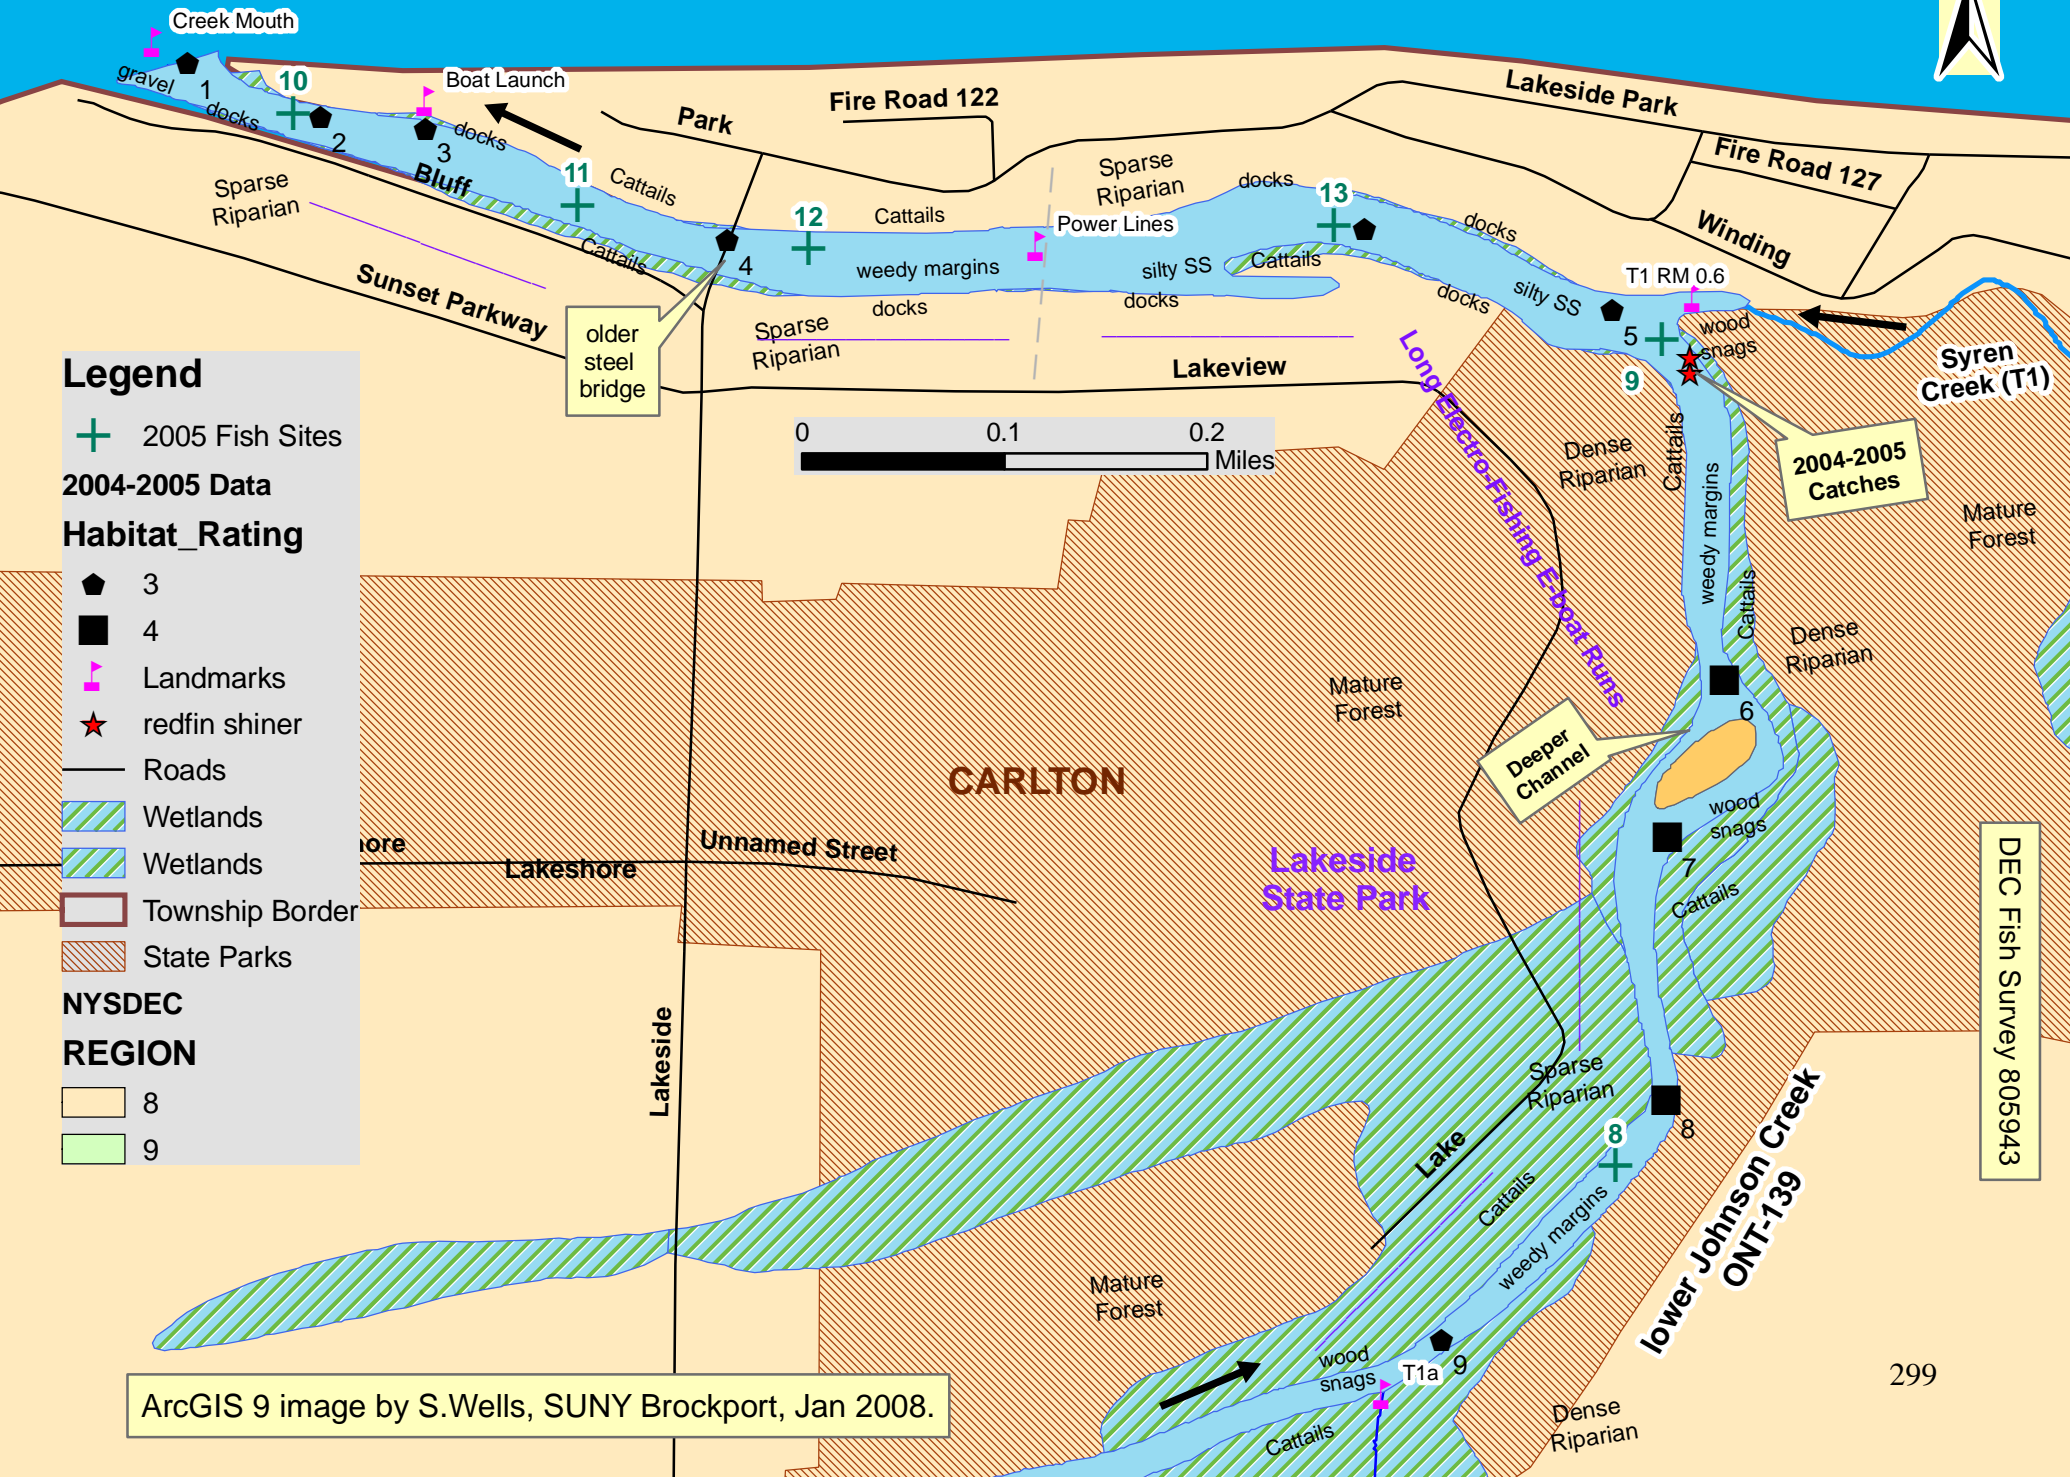 Creek Mouth
gravel
1
docks
10
2
Boat Launch
3
docks
Bluff
11
Cattails
Park
Fire Road 122
Lakeside Park
Fire Road 127
Winding
Sparse
Riparian
Cattails
Sunset Parkway
4
12
Cattails
weedy margins
docks
Sparse
Riparian
Power Lines
Sparse
Riparian
docks
13
silty SS
Cattails
docks
docks
docks
silty SS
T1 RM 0.6
5
9
wood
snags
Syren
Creek (T1)
older
steel
bridge
Lakeview
0
0.1
0.2
Miles
Long Electro-Fishing E-boat Runs
Dense
Riparian
Cattails
weedy margins
Cattails
2004-2005
Catches
Mature
Forest
Dense
Riparian
Mature
Forest
6
Deeper
Channel
wood
snags
7
Cattails
CARLTON
Lakeside
State Park
Unnamed Street
ore
Lakeshore
Lakeside
Legend
2005 Fish Sites
2004-2005 Data
Habitat_Rating
3
4
Landmarks
redfin shiner
Roads
Wetlands
Wetlands
Township Border
State Parks
NYSDEC
REGION
8
9
DEC Fish Survey 805943
Sparse
Riparian
8
8
Lake
Cattails
weedy margins
lower Johnson Creek
ONT-139
Mature
Forest
wood
snags
9
T1a
Cattails
Dense
Riparian
299
ArcGIS 9 image by S.Wells, SUNY Brockport, Jan 2008.